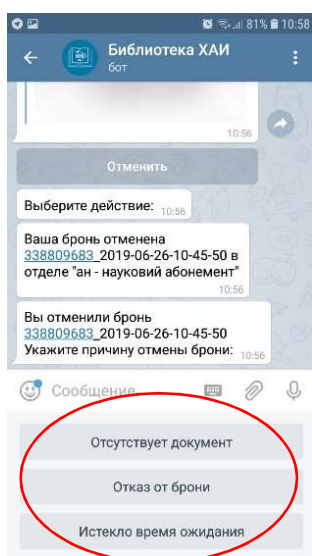 81% 10:58
Библиотека ХАИ
бот
10:56
Отменить
Выберите действие: 10:56
Ваша бронь отменена
338809683_2019-06-26-10-45-50 в
отделе "ан - науковий абонемент"
10:56
Вы отменили бронь
338809683_2019-06-26-10-45-50
Укажите причину отмены брони: 10:56
Сообщение
Отсутствует документ
Отказ от брони
Истекло время ожидания